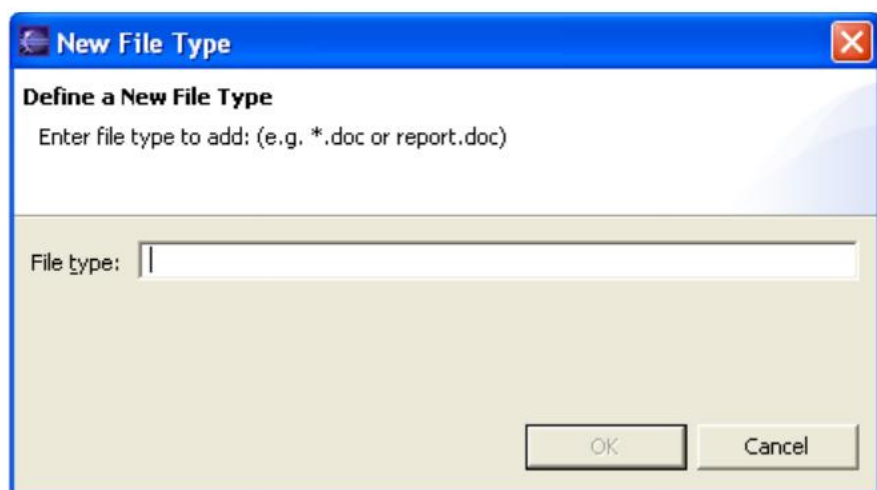 New File Type
Define a New File Type
Enter file type to add: (e.g. *.doc or report.doc)
File type:
OK
Cancel